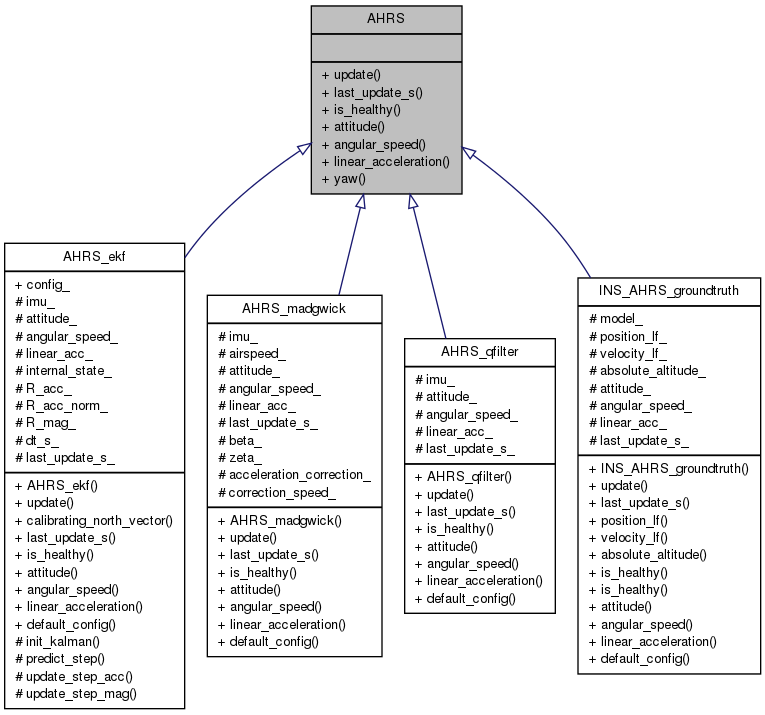 AHRS
+ update()
+ last_update_s()
+ is_healthy()
+ attitude()
+ angular_speed()
+ linear_acceleration()
+ yaw()
AHRS_ekf
+ config_
# imu_
# attitude_
# angular_speed_
# linear_acc_
# internal_state_
# R_acc_
# R_acc_norm_
# R_mag_
# dt_s_
# last_update_s_
+ AHRS_ekf()
+ update()
+ calibrating_north_vector()
+ last_update_s()
+ is_healthy()
+ attitude()
+ angular_speed()
+ linear_acceleration()
+ default_config()
# init_kalman()
# predict_step()
# update_step_acc()
# update_step_mag()
AHRS_madgwick
# imu_
# airspeed_
# attitude_
# angular_speed_
# linear_acc_
# last_update_s_
# beta_
# zeta_
# acceleration_correction_
# correction_speed_
+ AHRS_madgwick()
+ update()
+ last_update_s()
+ is_healthy()
+ attitude()
+ angular_speed()
+ linear_acceleration()
+ default_config()
AHRS_qfilter
# imu_
# attitude_
# angular_speed_
# linear_acc_
# last_update_s_
+ AHRS_qfilter()
+ update()
+ last_update_s()
+ is_healthy()
+ attitude()
+ angular_speed()
+ linear_acceleration()
+ default_config()
INS_AHRS_groundtruth
# model_
# position_lf_
# velocity_lf_
# absolute_altitude_
# attitude_
# angular_speed_
# linear_acc_
# last_update_s_
+ INS_AHRS_groundtruth()
+ update()
+ last_update_s()
+ position_lf()
+ velocity_lf()
+ absolute_altitude()
+ is_healthy()
+ is_healthy()
+ attitude()
+ angular_speed()
+ linear_acceleration()
+ default_config()